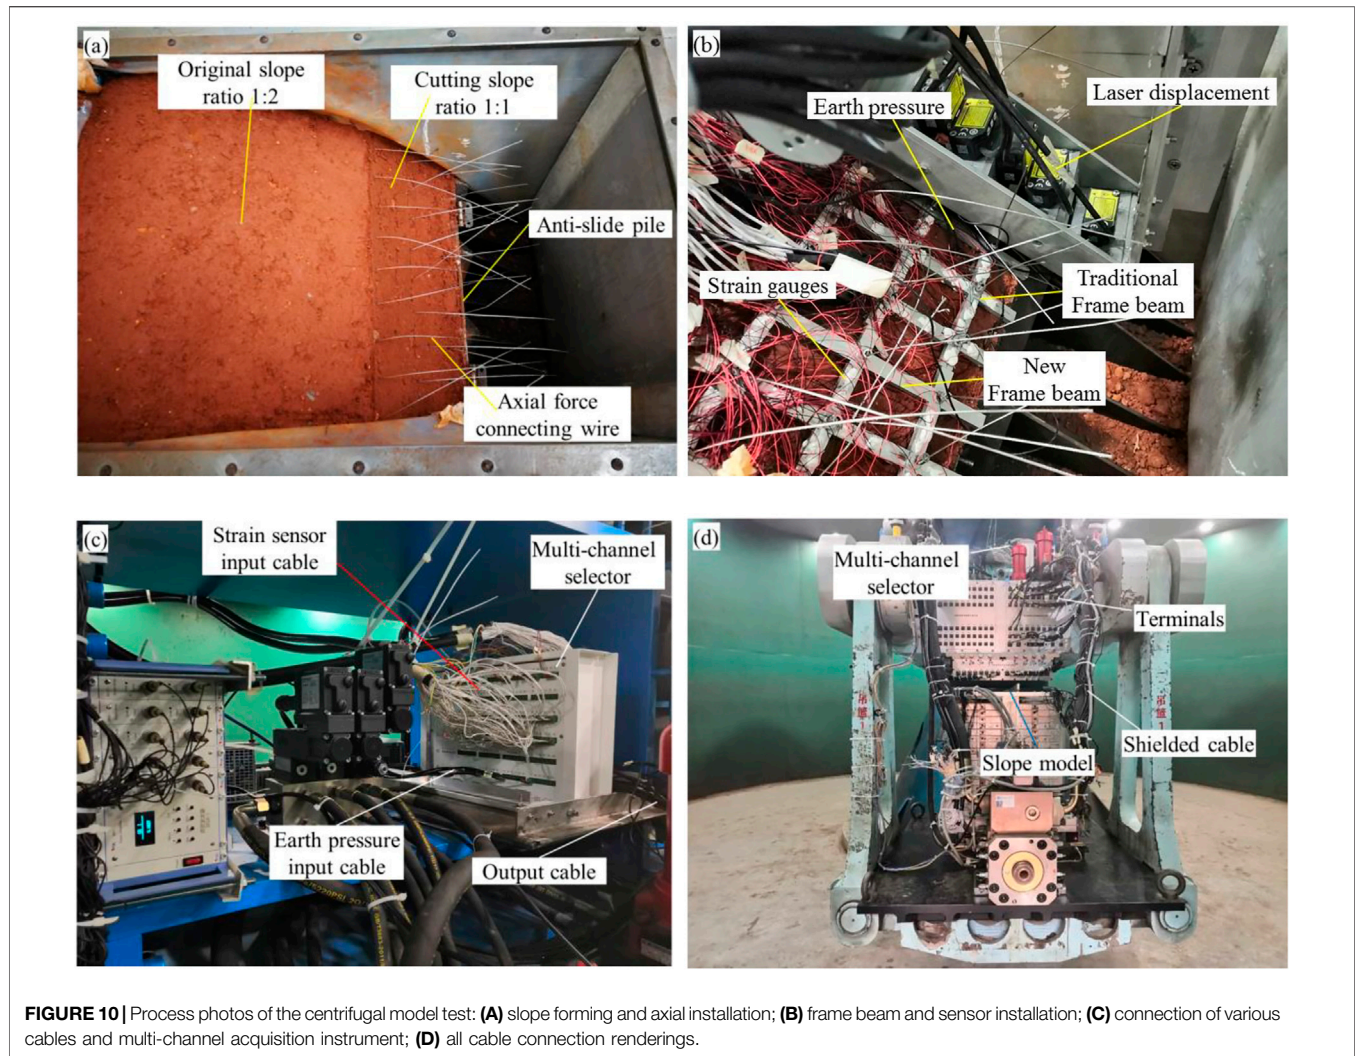 (a)
Original slope
ratio 1:2
Cutting slope
ratio 1:1
Anti-slide pile
Axial force
connecting wire
(b)
Earth pressure
Laser displacement
Strain gauges
Traditional
Frame beam
New
Frame beam
(c)
Strain sensor
input cable
Multi-channel
selector
Earth pressure
input cable
Output cable
(d)
Multi-channel
selector
Terminals
Shielded cable
Slope model
FIGURE 10 | Process photos of the centrifugal model test: (A) slope forming and axial installation; (B) frame beam and sensor installation; (C) connection of various
cables and multi-channel acquisition instrument; (D) all cable connection renderings.